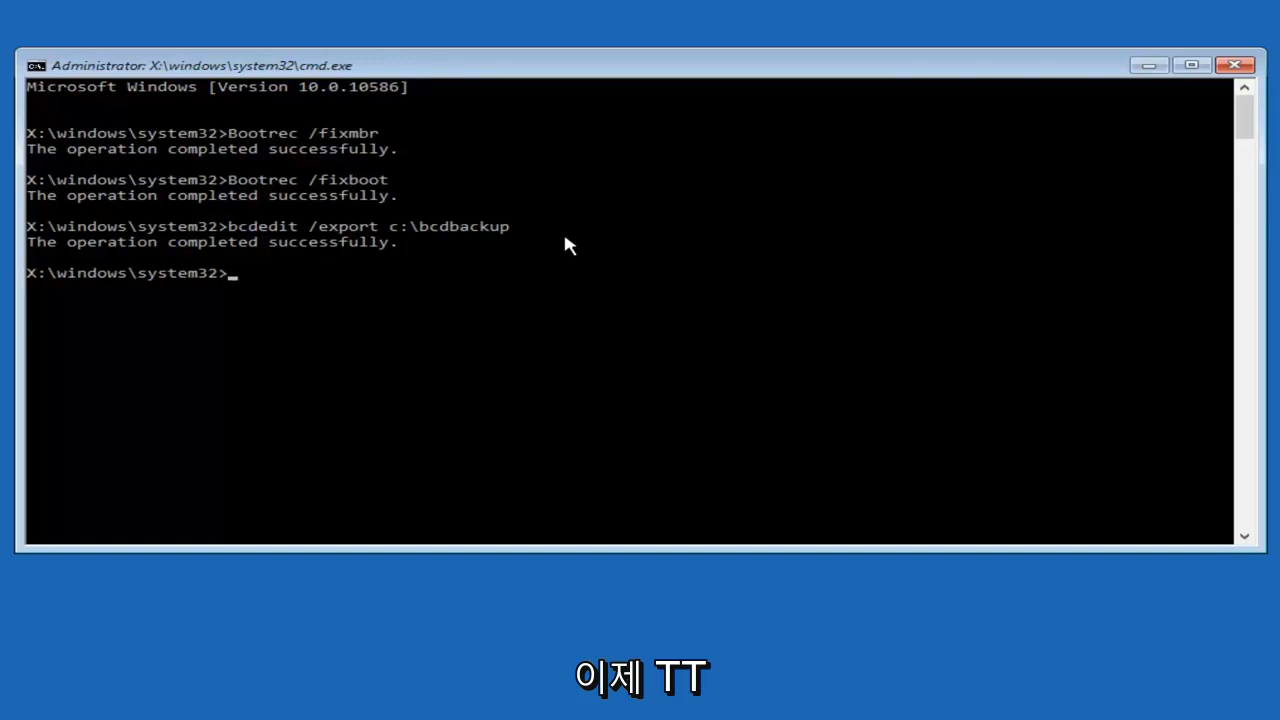 Administrator: X:\windows\system32\cmd.exe
Microsoft Windows [Version 10.0.10586]
X:\windows\system32>Bootrec /fixmbr
The operation completed successfully.
X:\windows\system32>Bootrec /fixboot
The operation completed successfully.
X:\windows\system32>bcdedit /export c:\bcdbackup
The operation completed successfully.
X:\windows\system32>
이제 TT